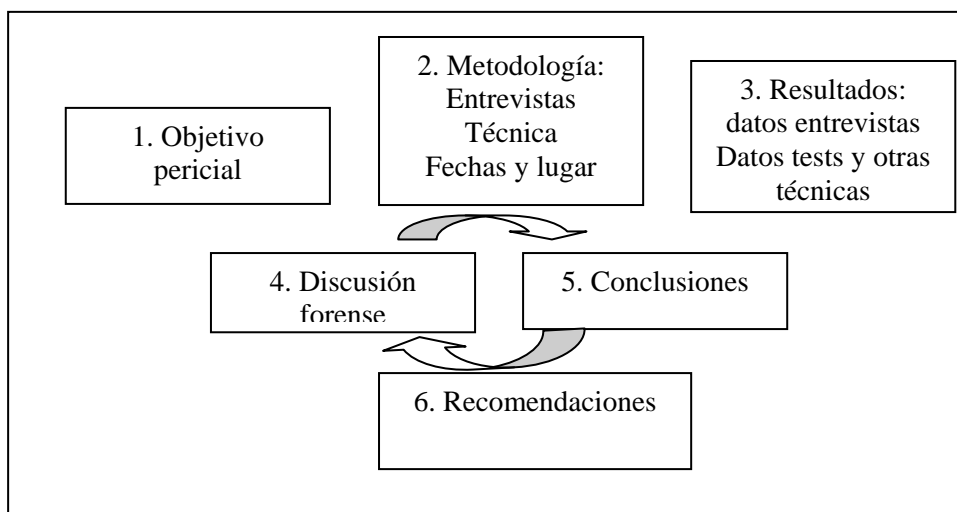 1. Objetivo
pericial
2. Metodología:
Entrevistas
Técnica
Fechas y lugar
3. Resultados:
datos entrevistas
Datos tests y otras
técnicas
4. Discusión
forense
5. Conclusiones
6. Recomendaciones